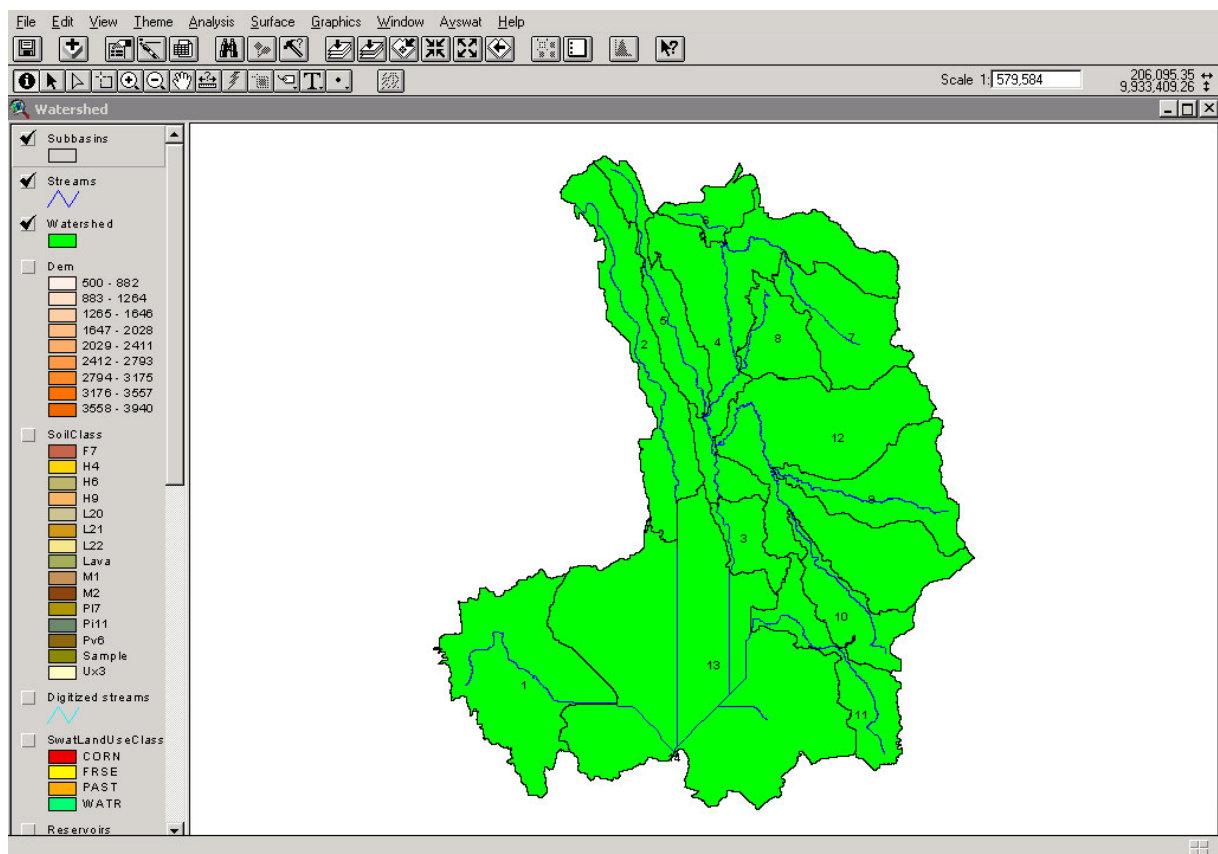 File Edit View Theme Analysis Surface Graphics Window Avswat Help
Scale 1: 579,584
206,095.35
9,933,409.26
Watershed
Subbasins
Streams
Watershed
Dem
500 - 882
883 - 1264
1265 - 1646
1647 - 2028
2029 - 2411
2412 - 2793
2794 - 3175
3176 - 3557
3558 - 3940
SoilClass
F7
H4
H6
H9
L20
L21
L22
Lava
M1
M2
Pl7
Pi11
Pv6
Sample
Ux3
Digitized streams
SwatLandUseClass
CORN
FRSE
PAST
WATR
Reservoirs
6
5
2
4
8
7
12
9
3
10
13
1
11